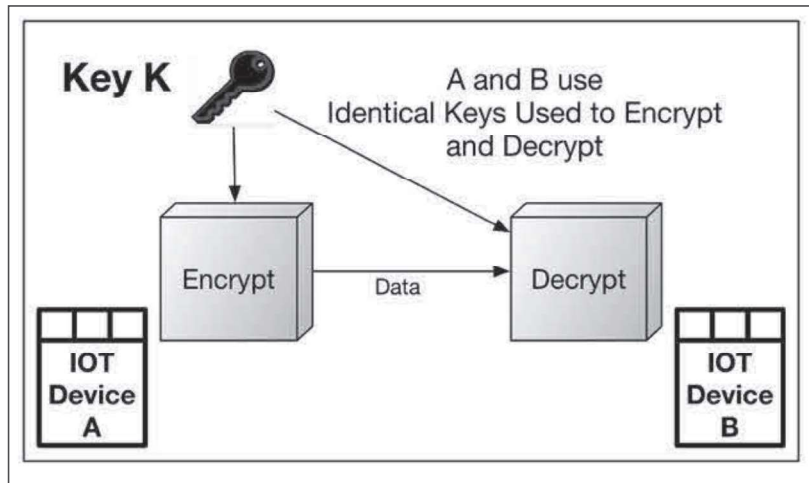 Key K
A and B use
Identical Keys Used to Encrypt
and Decrypt
Encrypt
Data
Decrypt
IOT
Device
A
IOT
Device
B